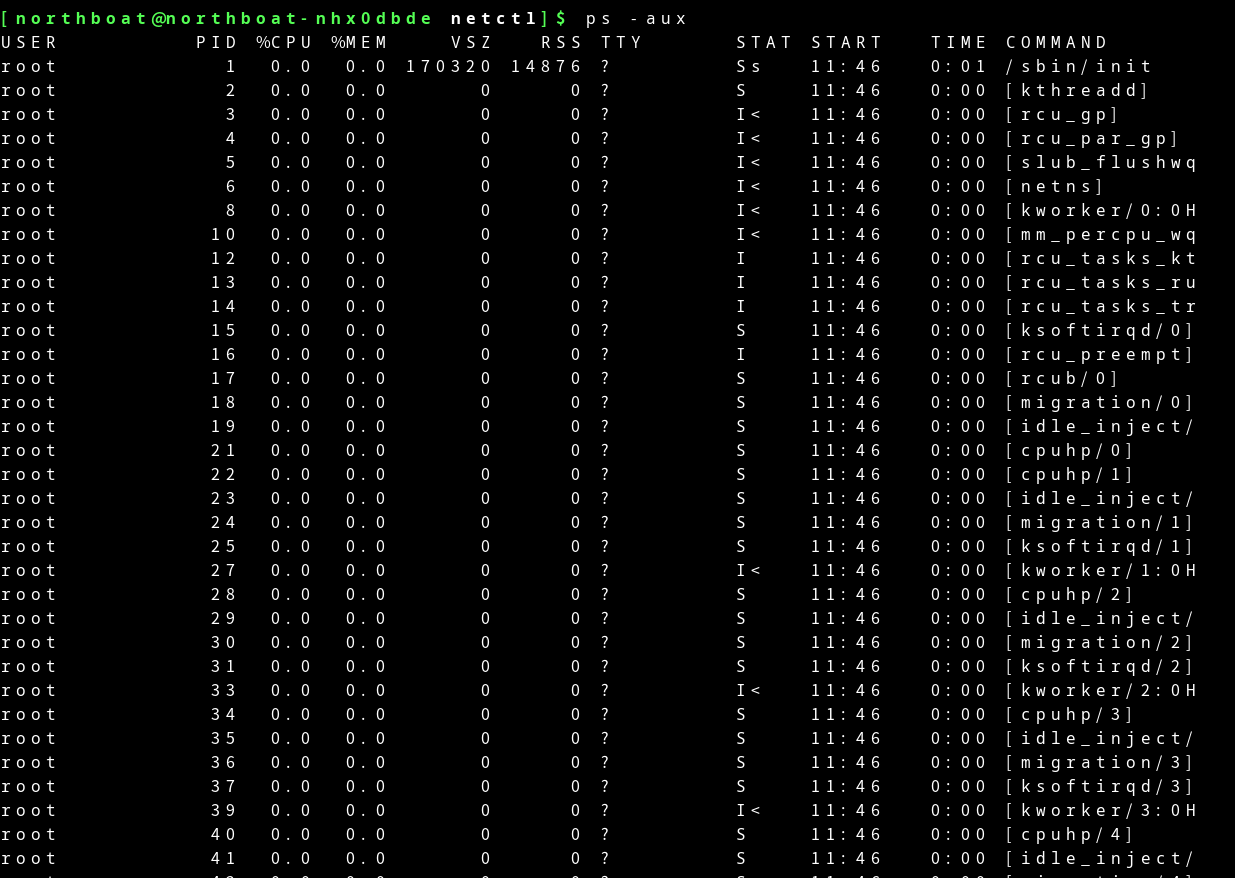 [northboat@northboat-nhx0dbde netctl]$ ps -aux
USER         PID %CPU %MEM    VSZ   RSS TTY      STAT START   TIME COMMAND
root           1  0.0  0.0 170320 14876 ?        Ss   11:46   0:01 /sbin/init
root           2  0.0  0.0      0     0 ?        S    11:46   0:00 [kthreadd]
root           3  0.0  0.0      0     0 ?        I<   11:46   0:00 [rcu_gp]
root           4  0.0  0.0      0     0 ?        I<   11:46   0:00 [rcu_par_gp]
root           5  0.0  0.0      0     0 ?        I<   11:46   0:00 [slub_flushwq
root           6  0.0  0.0      0     0 ?        I<   11:46   0:00 [netns]
root           8  0.0  0.0      0     0 ?        I<   11:46   0:00 [kworker/0:0H
root          10  0.0  0.0      0     0 ?        I<   11:46   0:00 [mm_percpu_wq
root          12  0.0  0.0      0     0 ?        I    11:46   0:00 [rcu_tasks_kt
root          13  0.0  0.0      0     0 ?        I    11:46   0:00 [rcu_tasks_ru
root          14  0.0  0.0      0     0 ?        I    11:46   0:00 [rcu_tasks_tr
root          15  0.0  0.0      0     0 ?        S    11:46   0:00 [ksoftirqd/0]
root          16  0.0  0.0      0     0 ?        I    11:46   0:00 [rcu_preempt]
root          17  0.0  0.0      0     0 ?        S    11:46   0:00 [rcub/0]
root          18  0.0  0.0      0     0 ?        S    11:46   0:00 [migration/0]
root          19  0.0  0.0      0     0 ?        S    11:46   0:00 [idle_inject/
root          21  0.0  0.0      0     0 ?        S    11:46   0:00 [cpuhp/0]
root          22  0.0  0.0      0     0 ?        S    11:46   0:00 [cpuhp/1]
root          23  0.0  0.0      0     0 ?        S    11:46   0:00 [idle_inject/
root          24  0.0  0.0      0     0 ?        S    11:46   0:00 [migration/1]
root          25  0.0  0.0      0     0 ?        S    11:46   0:00 [ksoftirqd/1]
root          27  0.0  0.0      0     0 ?        I<   11:46   0:00 [kworker/1:0H
root          28  0.0  0.0      0     0 ?        S    11:46   0:00 [cpuhp/2]
root          29  0.0  0.0      0     0 ?        S    11:46   0:00 [idle_inject/
root          30  0.0  0.0      0     0 ?        S    11:46   0:00 [migration/2]
root          31  0.0  0.0      0     0 ?        S    11:46   0:00 [ksoftirqd/2]
root          33  0.0  0.0      0     0 ?        I<   11:46   0:00 [kworker/2:0H
root          34  0.0  0.0      0     0 ?        S    11:46   0:00 [cpuhp/3]
root          35  0.0  0.0      0     0 ?        S    11:46   0:00 [idle_inject/
root          36  0.0  0.0      0     0 ?        S    11:46   0:00 [migration/3]
root          37  0.0  0.0      0     0 ?        S    11:46   0:00 [ksoftirqd/3]
root          39  0.0  0.0      0     0 ?        I<   11:46   0:00 [kworker/3:0H
root          40  0.0  0.0      0     0 ?        S    11:46   0:00 [cpuhp/4]
root          41  0.0  0.0      0     0 ?        S    11:46   0:00 [idle_inject/